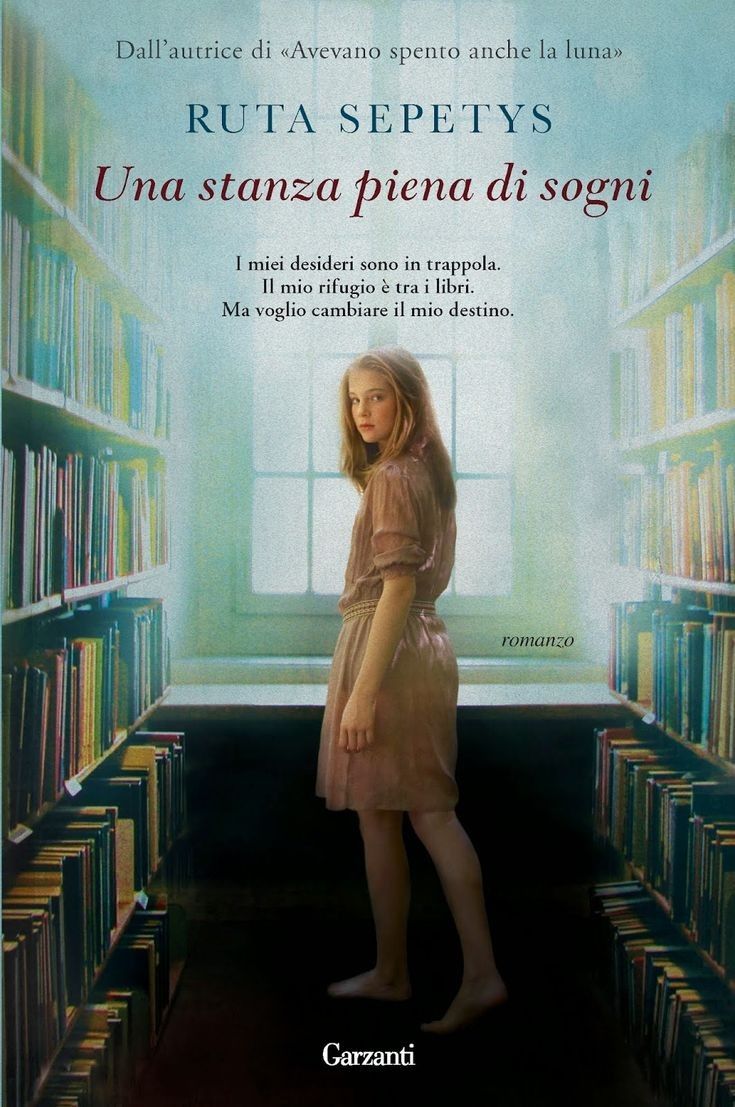 Dall'autrice di «Avevano spento anche la luna»
RUTA SEPETYS
Una stanza piena di sogni
I miei desideri sono in trappola.
Il mio rifugio è tra i libri.
Ma voglio cambiare il mio destino.
romanzo
Garzanti